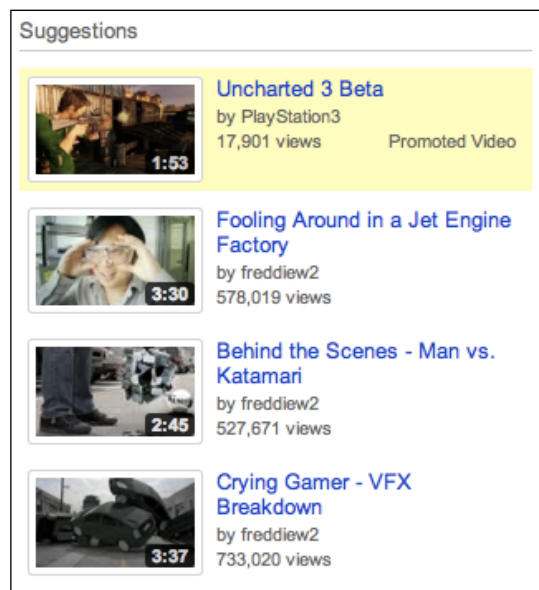 Suggestions
Uncharted 3 Beta
by PlayStation3
17,901 views Promoted Video
1:53
Fooling Around in a Jet Engine
Factory
by freddiew2
578,019 views
3:30
Behind the Scenes - Man vs.
Katamari
by freddiew2
527,671 views
2:45
Crying Gamer - VFX
Breakdown
by freddiew2
733,020 views
3:37